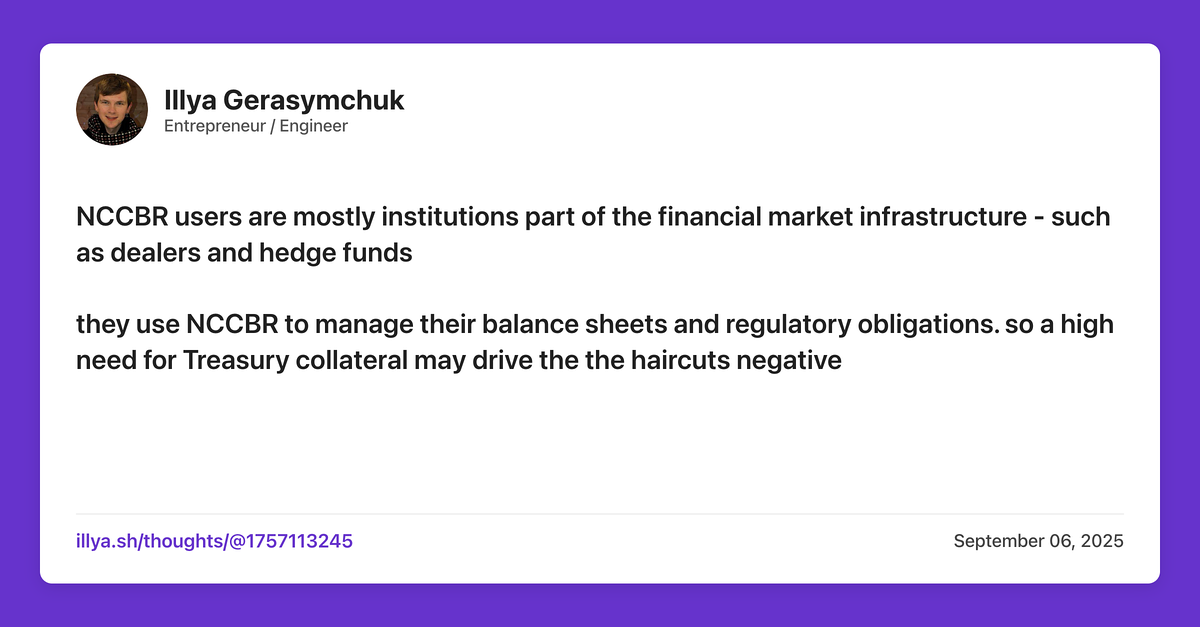 Illya Gerasymchuk
Entrepreneur / Engineer
NCCBR users are mostly institutions part of the financial market infrastructure - such
as dealers and hedge funds
they use NCCBR to manage their balance sheets and regulatory obligations. so a high
need for Treasury collateral may drive the the haircuts negative
illya.sh/thoughts/@1757113245
September 06, 2025